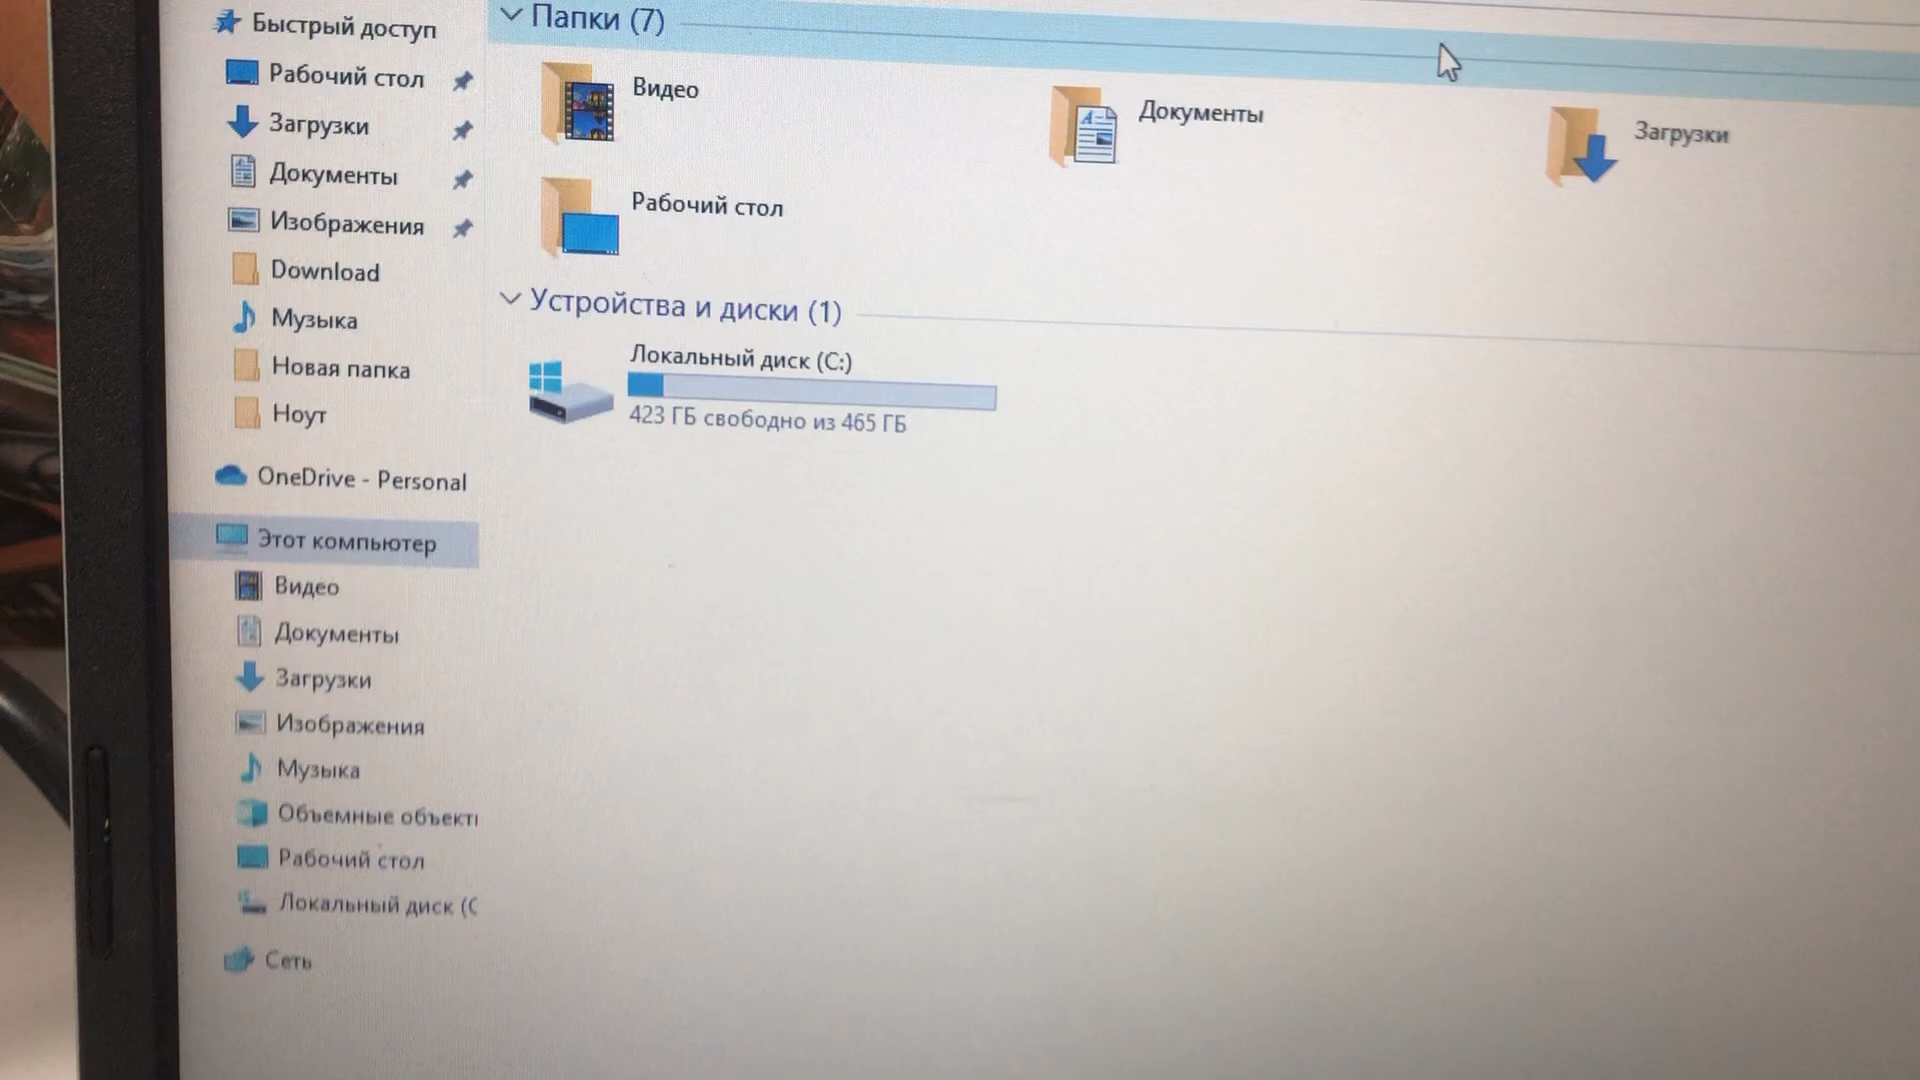 Быстрый доступ
Рабочий стол
Загрузки
Документы
Изображения
Download
Музыка
Новая папка
Ноут
OneDrive - Personal
Этот компьютер
Видео
Документы
Загрузки
Изображения
Музыка
Объемные объект
Рабочий стол
Локальный диск (C
Сеть
Папки (7)
Видео
Документы
Загрузки
Рабочий стол
Устройства и диски (1)
Локальный диск (C:)
423 ГБ свободно из 465 ГБ